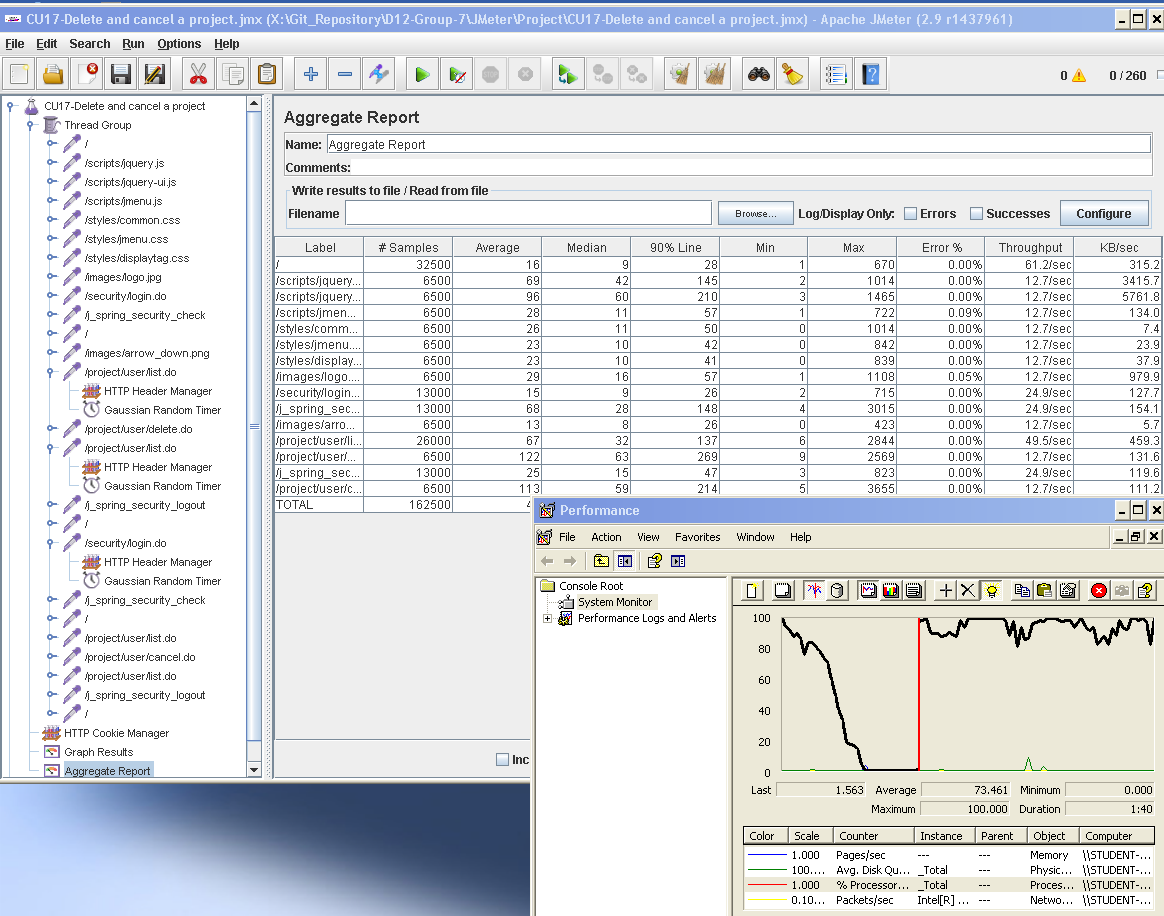 CU17-Delete and cancel a project.jmx (X:\Git_Repository\D12-Group-7\JMeter\Project\CU17-Delete and cancel a project.jmx) - Apache JMeter (2.9 r1437961)
File Edit Search Run Options Help
0 0 / 260
CU17-Delete and cancel a project
Thread Group
/
/scripts/jquery.js
/scripts/jquery-ui.js
/scripts/jmenu.js
/styles/common.css
/styles/jmenu.css
/styles/displaytag.css
/images/logo.jpg
/security/login.do
/j_spring_security_check
/
/images/arrow_down.png
/project/user/list.do
HTTP Header Manager
Gaussian Random Timer
/project/user/delete.do
/project/user/list.do
HTTP Header Manager
Gaussian Random Timer
/j_spring_security_logout
/
/security/login.do
HTTP Header Manager
Gaussian Random Timer
/j_spring_security_check
/
/project/user/list.do
/project/user/cancel.do
/project/user/list.do
/j_spring_security_logout
/
HTTP Cookie Manager
Graph Results
Aggregate Report
Aggregate Report
Name: Aggregate Report
Comments:
Write results to file / Read from file
Filename Browse... Log/Display Only: Errors Successes Configure
Label # Samples Average Median 90% Line Min Max Error % Throughput KB/sec
/ 32500 16 9 28 1 670 0.00% 61.2/sec 315.2
/scripts/jquery... 6500 69 42 145 2 1014 0.00% 12.7/sec 3415.7
/scripts/jquery... 6500 96 60 210 3 1465 0.00% 12.7/sec 5761.8
/scripts/jmen... 6500 28 11 57 1 722 0.09% 12.7/sec 134.0
/styles/comm... 6500 26 11 50 0 1014 0.00% 12.7/sec 7.4
/styles/jmenu.... 6500 23 10 42 0 842 0.00% 12.7/sec 23.9
/styles/display... 6500 23 10 41 0 839 0.00% 12.7/sec 37.9
/images/logo.... 6500 29 16 57 1 1108 0.05% 12.7/sec 979.9
/security/login... 13000 15 9 26 2 715 0.00% 24.9/sec 127.7
/j_spring_sec... 13000 68 28 148 4 3015 0.00% 24.9/sec 154.1
/images/arro... 6500 13 8 26 0 423 0.00% 12.7/sec 5.7
/project/user/li... 26000 67 32 137 6 2844 0.00% 49.5/sec 459.3
/project/user/... 6500 122 63 269 9 2569 0.00% 12.7/sec 131.6
/j_spring_sec... 13000 25 15 47 3 823 0.00% 24.9/sec 119.6
/project/user/c... 6500 113 59 214 5 3655 0.00% 12.7/sec 111.2
TOTAL 162500
Inc
Performance
File Action View Favorites Window Help
Console Root
System Monitor
Performance Logs and Alerts
100
80
60
40
20
0
Last 1.563 Average 73.461 Minimum 0.000
Maximum 100.000 Duration 1:40
Color Scale Counter Instance Parent Object Computer
1.000 Pages/sec --- --- Memory \\STUDENT-...
100.... Avg. Disk Qu... _Total --- Physic... \\STUDENT-...
1.000 % Processor... _Total --- Proces... \\STUDENT-...
0.10... Packets/sec Intel[R] ... --- Netwo... \\STUDENT-...